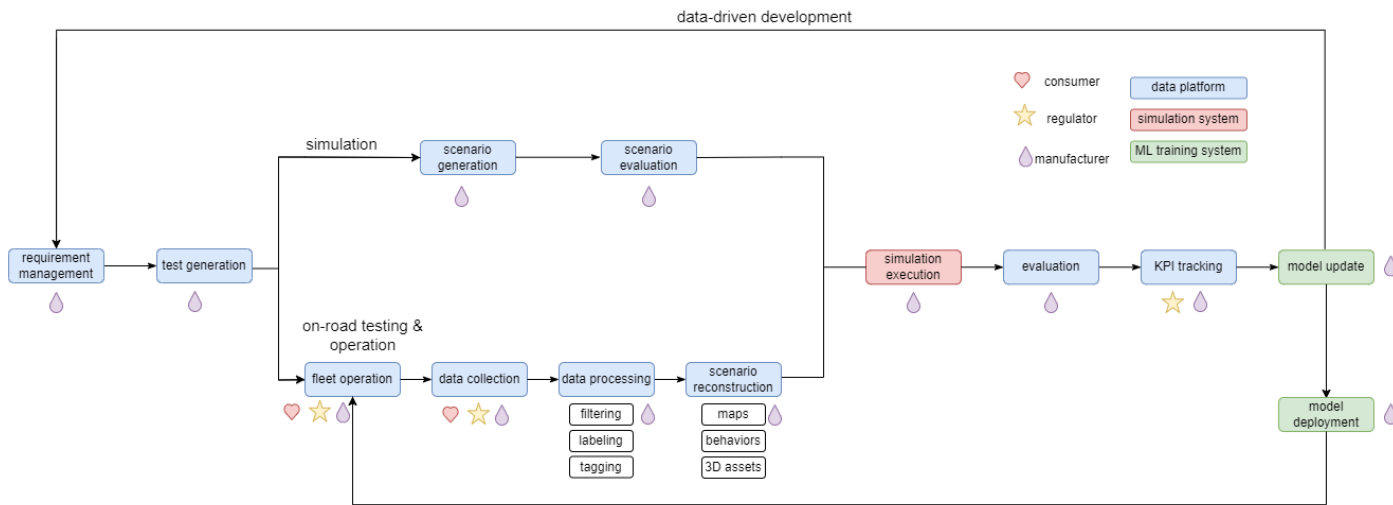 data-driven development
consumer
data platform
regulator
simulation system
manufacturer
ML training system
simulation
scenario
generation
scenario
evaluation
requirement
management
test generation
simulation
execution
evaluation
KPI tracking
model update
on-road testing &
operation
fleet operation
data collection
data processing
scenario
reconstruction
filtering
labeling
tagging
maps
behaviors
3D assets
model
deployment